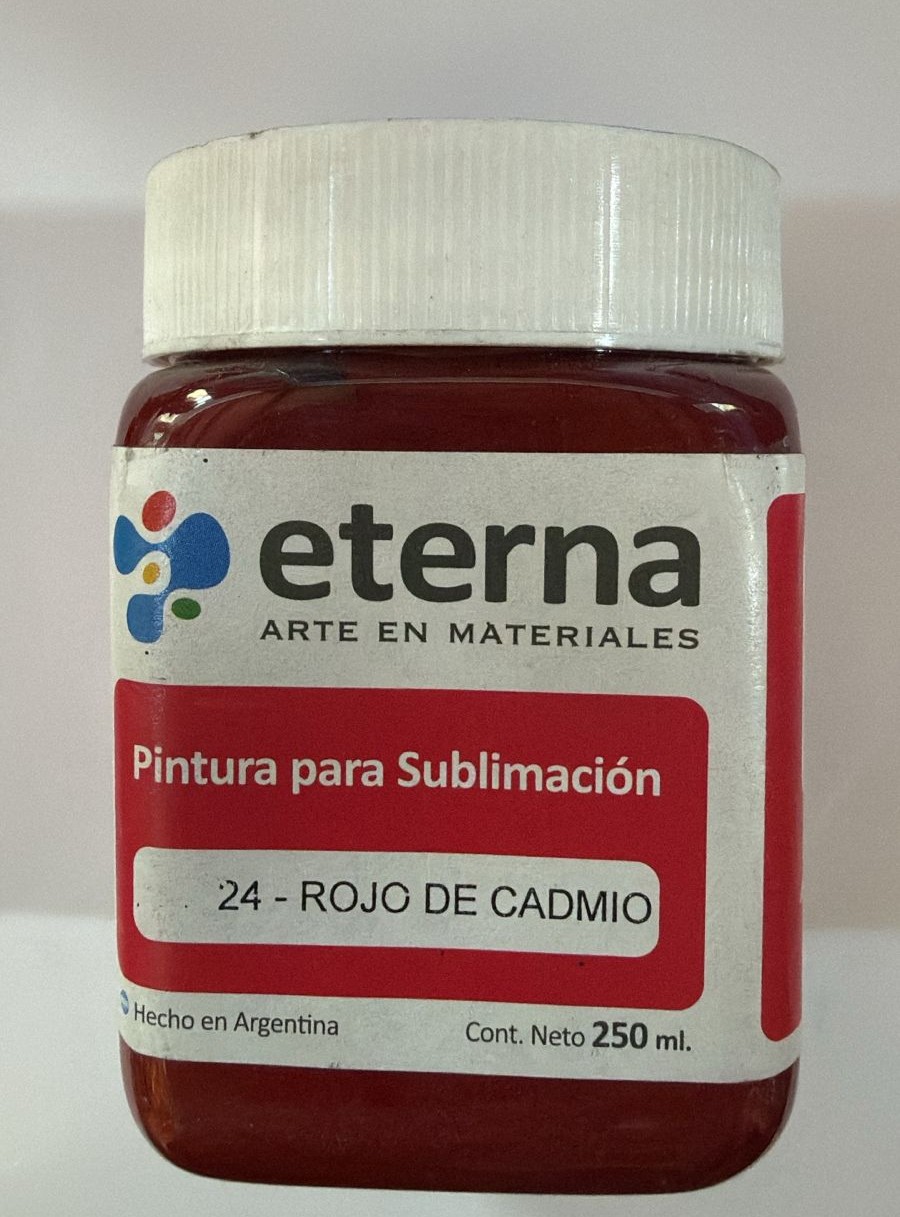 eterna
ARTE EN MATERIALES
Pintura para Sublimación
24 - ROJO DE CADMIO
Hecho en Argentina
Cont. Neto 250 ml.